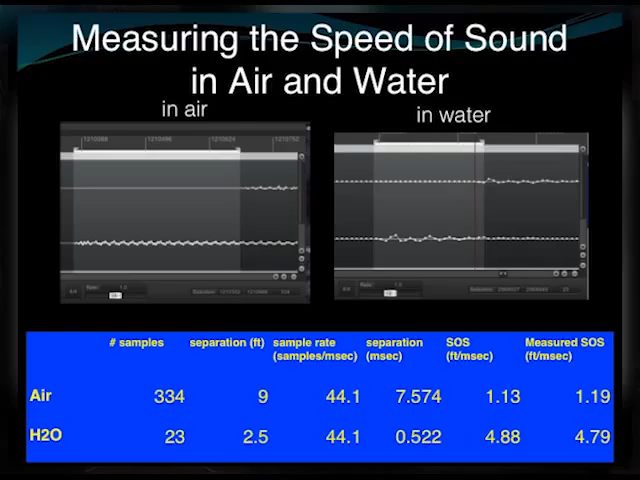 Measuring the Speed of Sound
in Air and Water
in air
in water
# samples separation (ft) sample rate (samples/msec) separation (msec) SOS (ft/msec) Measured SOS (ft/msec)
Air 334 9 44.1 7.574 1.13 1.19
H2O 23 2.5 44.1 0.522 4.88 4.79